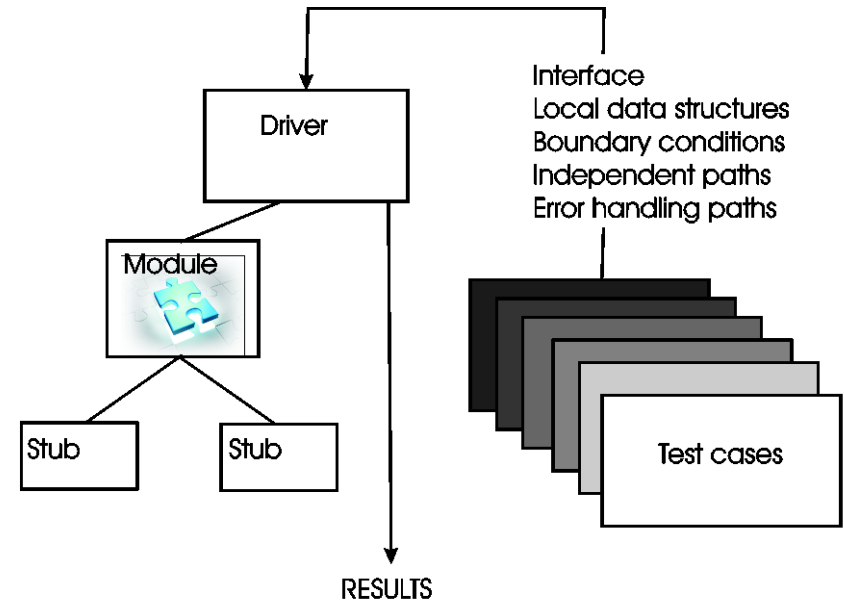 Interface
Local data structures
Boundary conditions
Independent paths
Error handling paths
Driver
Module
Stub
Stub
Test cases
RESULTS